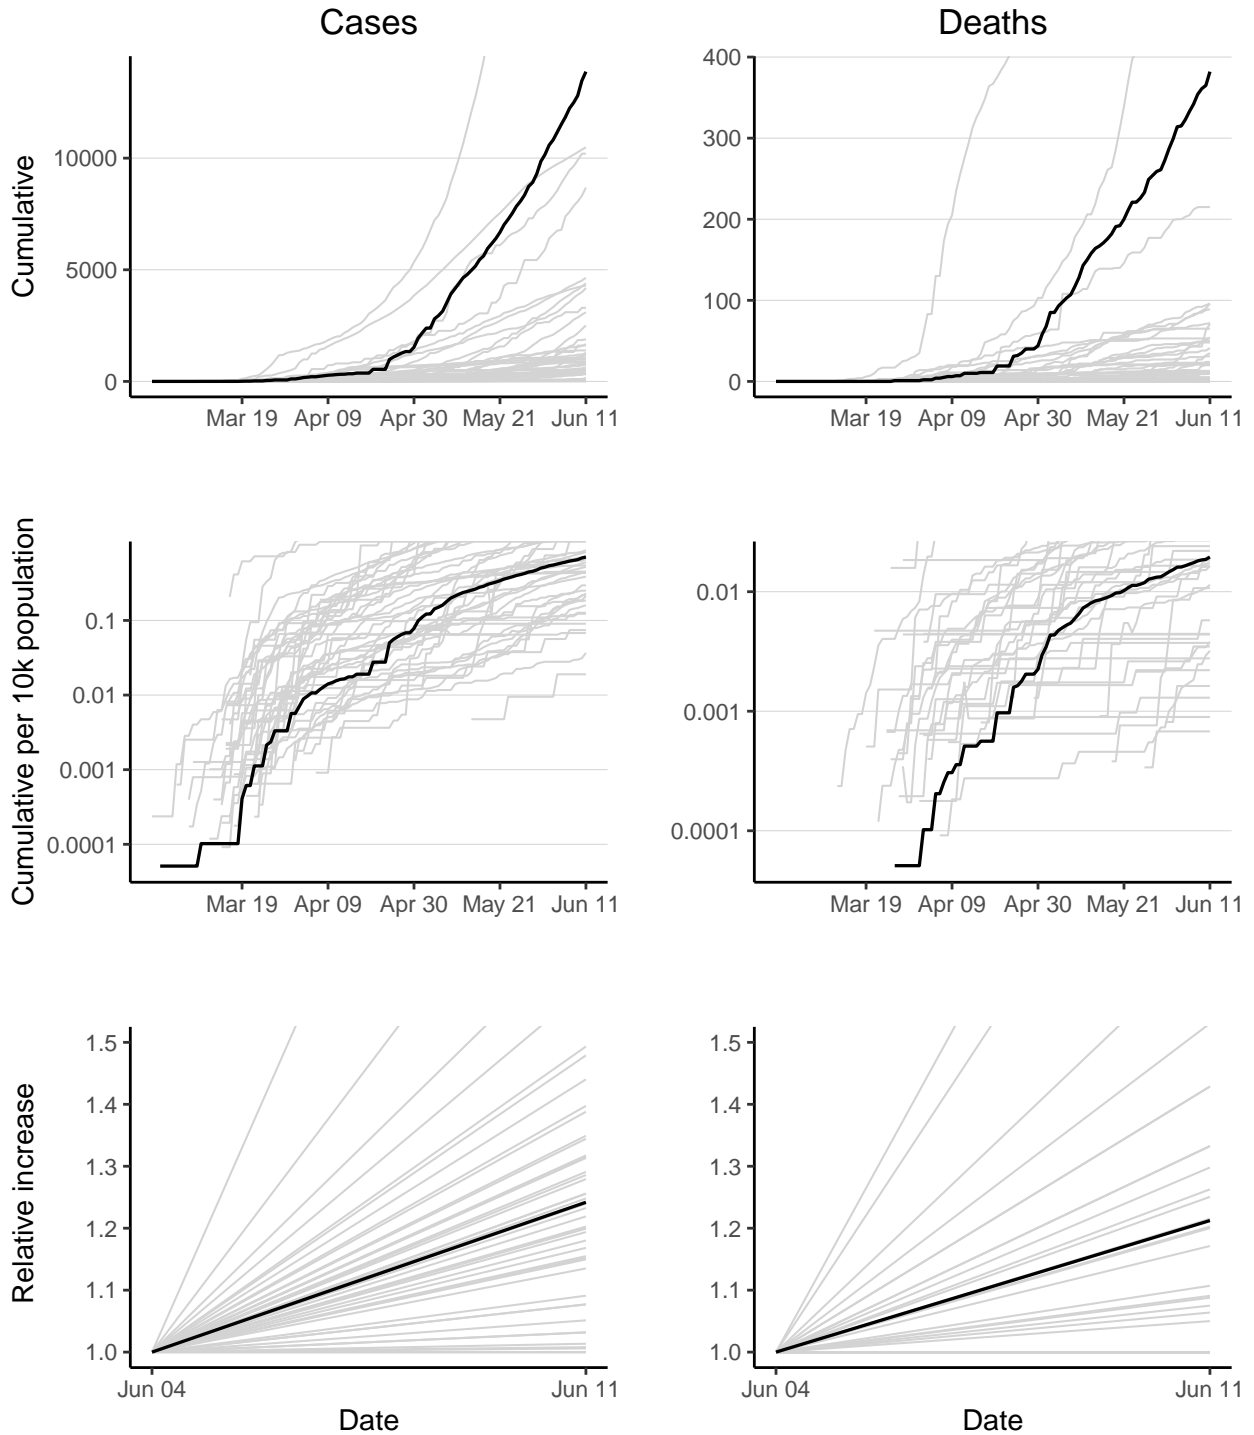 Cases
Deaths
Cumulative
10000
5000
0
Mar 19 Apr 09 Apr 30 May 21 Jun 11
400
300
200
100
0
Mar 19 Apr 09 Apr 30 May 21 Jun 11
Cumulative per 10k population
0.1
0.01
0.001
0.0001
Mar 19 Apr 09 Apr 30 May 21 Jun 11
0.01
0.001
0.0001
Mar 19 Apr 09 Apr 30 May 21 Jun 11
Relative increase
1.5
1.4
1.3
1.2
1.1
1.0
Jun 04 Jun 11
Date
1.5
1.4
1.3
1.2
1.1
1.0
Jun 04 Jun 11
Date